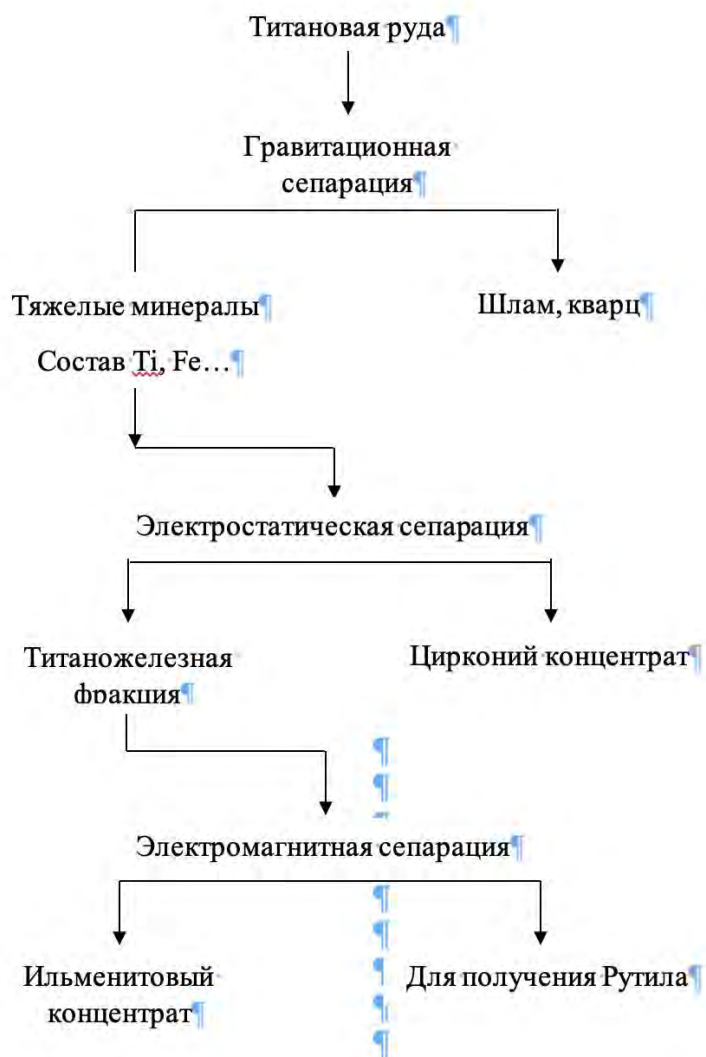 Титановая руда¶
Гравитационная
сепарация¶
Тяжелые минералы¶
Шлам, кварц¶
Состав Ti, Fe…¶
Электростатическая сепарация¶
Титаножелезная
фракция¶
Цирконий концентрат¶
¶
¶
Электромагнитная сепарация¶
¶
¶
¶
¶
¶
Ильменитовый
концентрат¶
Для получения Рутила¶